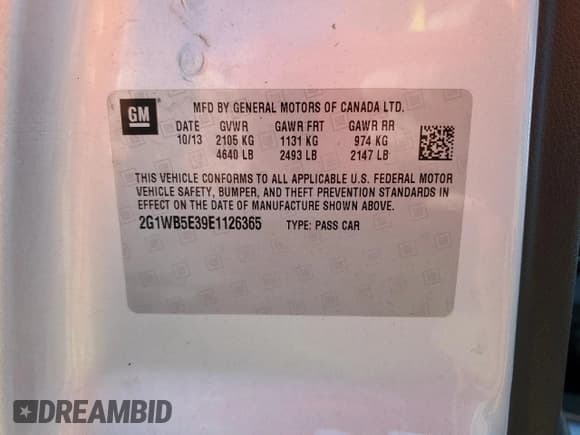 GM
MFD BY GENERAL MOTORS OF CANADA LTD.
DATE GVWR GAWR FRT GAWR RR
10/13 2105 KG 1131 KG 974 KG
4640 LB 2493 LB 2147 LB
THIS VEHICLE CONFORMS TO ALL APPLICABLE U.S. FEDERAL MOTOR
VEHICLE SAFETY, BUMPER, AND THEFT PREVENTION STANDARDS IN
EFFECT ON THE DATE OF MANUFACTURE SHOWN ABOVE.
2G1WB5E39E1126365 TYPE: PASS CAR
DREAMBID